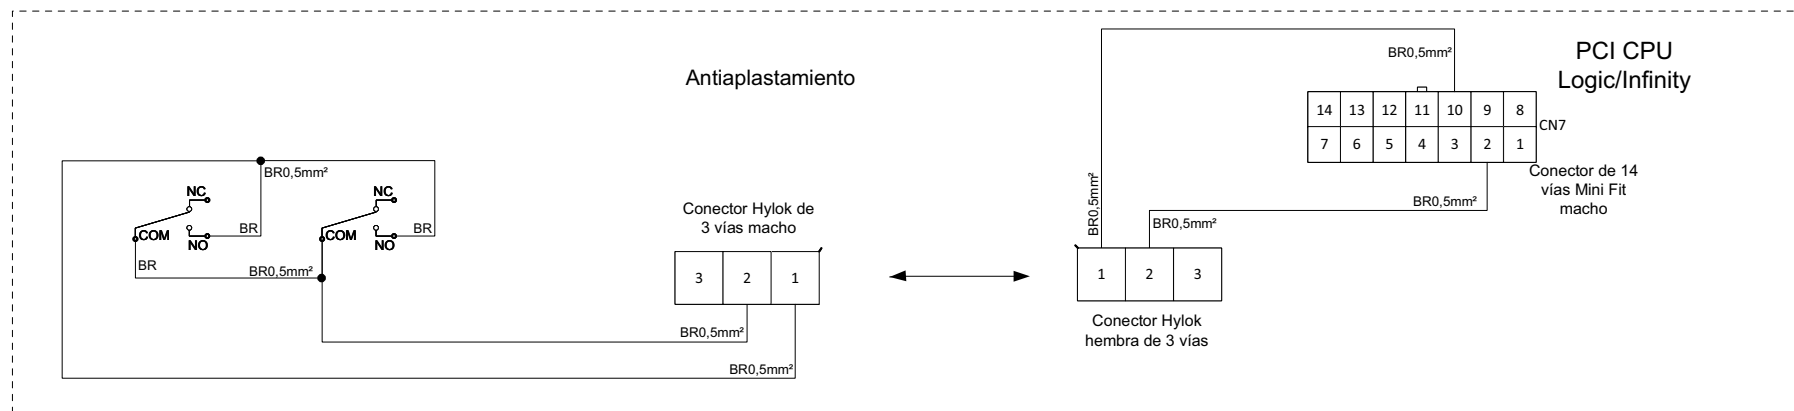 Antiaplastamiento
PCI CPU
Logic/Infinity
BR0,5mm²
14 13 12 11 10 9 8
7 6 5 4 3 2 1
CN7
Conector de 14
vías Mini Fit
macho
BR0,5mm²
BR0,5mm²
BR0,5mm²
1 2 3
Conector Hylok
hembra de 3 vías
BR0,5mm²
NC
COM
NO
BR
BR
NC
COM
NO
BR
BR0,5mm²
Conector Hylok de
3 vías macho
3 2 1
BR0,5mm²
BR0,5mm²